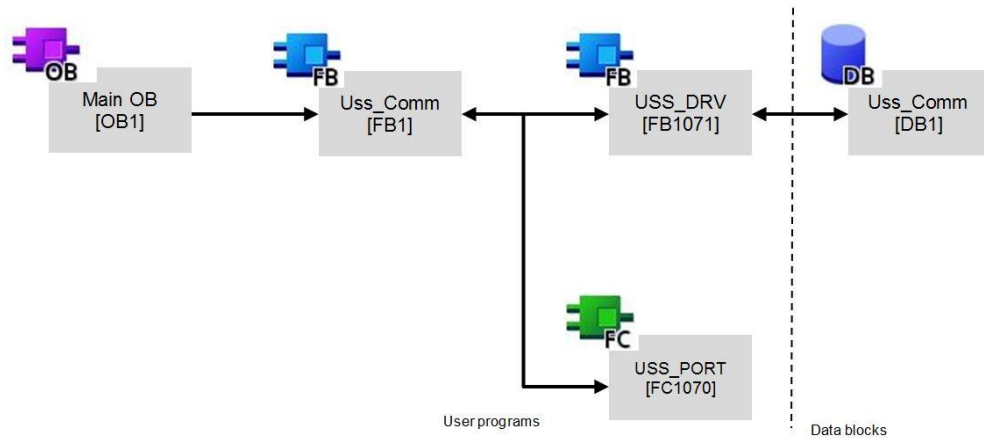 OB
Main OB
[OB1]
FB
Uss_Comm
[FB1]
FB
USS_DRV
[FB1071]
DB
Uss_Comm
[DB1]
FC
USS_PORT
[FC1070]
User programs
Data blocks